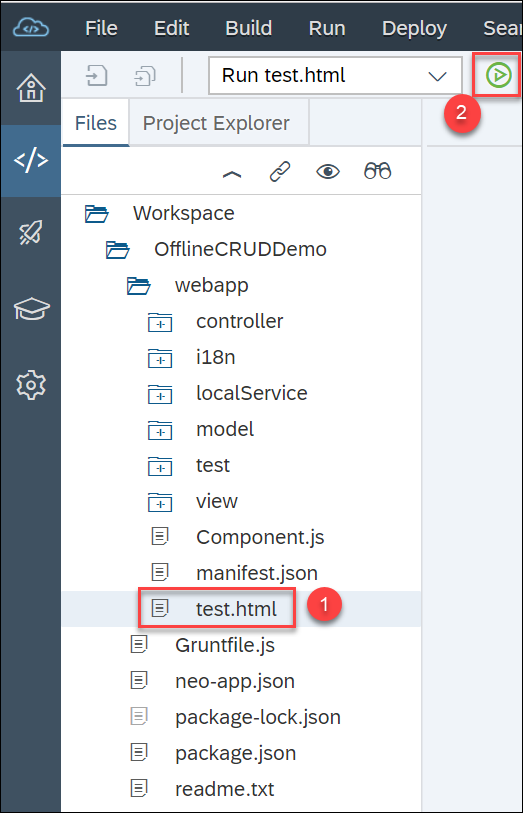 File Edit Build Run Deploy Sear
Run test.html
2
Files Project Explorer
Workspace
OfflineCRUDDemo
webapp
controller
i18n
localService
model
test
view
Component.js
manifest.json
test.html 1
Gruntfile.js
neo-app.json
package-lock.json
package.json
readme.txt